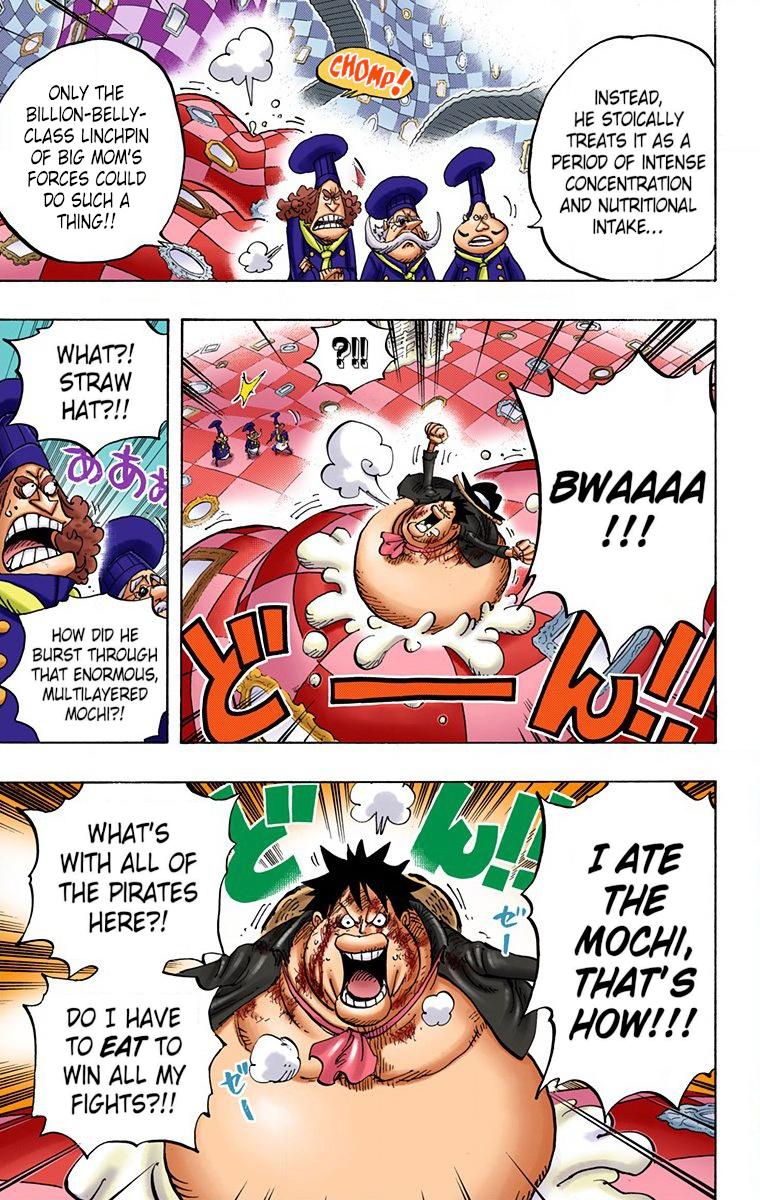 INSTEAD,
HE STOICALLY
TREATS IT AS A
PERIOD OF INTENSE
CONCENTRATION
AND NUTRITIONAL
INTAKE...
CHOMP!
ONLY THE
BILLION-BELLY-
CLASS LINCHPIN
OF BIG MOM'S
FORCES COULD
DO SUCH A
THING!!
BWAAAA
!!!
?!!
どーん!!
WHAT?!
STRAW
HAT?!!
あああ
HOW DID HE
BURST THROUGH
THAT ENORMOUS,
MULTILAYERED
MOCHI?!
I ATE
THE
MOCHI,
THAT'S
HOW!!!
どん!!
ゼー
WHAT'S
WITH ALL OF
THE PIRATES
HERE?!
DO I HAVE
TO EAT TO
WIN ALL MY
FIGHTS?!!
ゼー